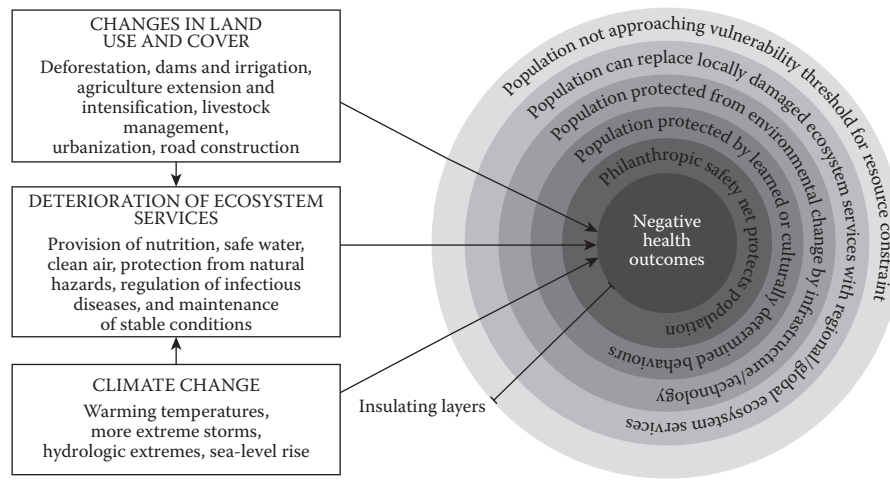 CHANGES IN LAND
USE AND COVER
Deforestation, dams and irrigation,
agriculture extension and
intensification, livestock
management,
urbanization, road construction
DETERIORATION OF ECOSYSTEM
SERVICES
Provision of nutrition, safe water,
clean air, protection from natural
hazards, regulation of infectious
diseases, and maintenance
of stable conditions
CLIMATE CHANGE
Warming temperatures,
more extreme storms,
hydrologic extremes, sea-level rise
Population not approaching vulnerability threshold for resource constraint
Population can replace locally damaged ecosystem services with regional/global ecosystem services
Population protected from environmental change by infrastructure/technology
Population protected by learned or culturally determined behaviours
Philanthropic safety net protects population
Negative
health
outcomes
Insulating layers